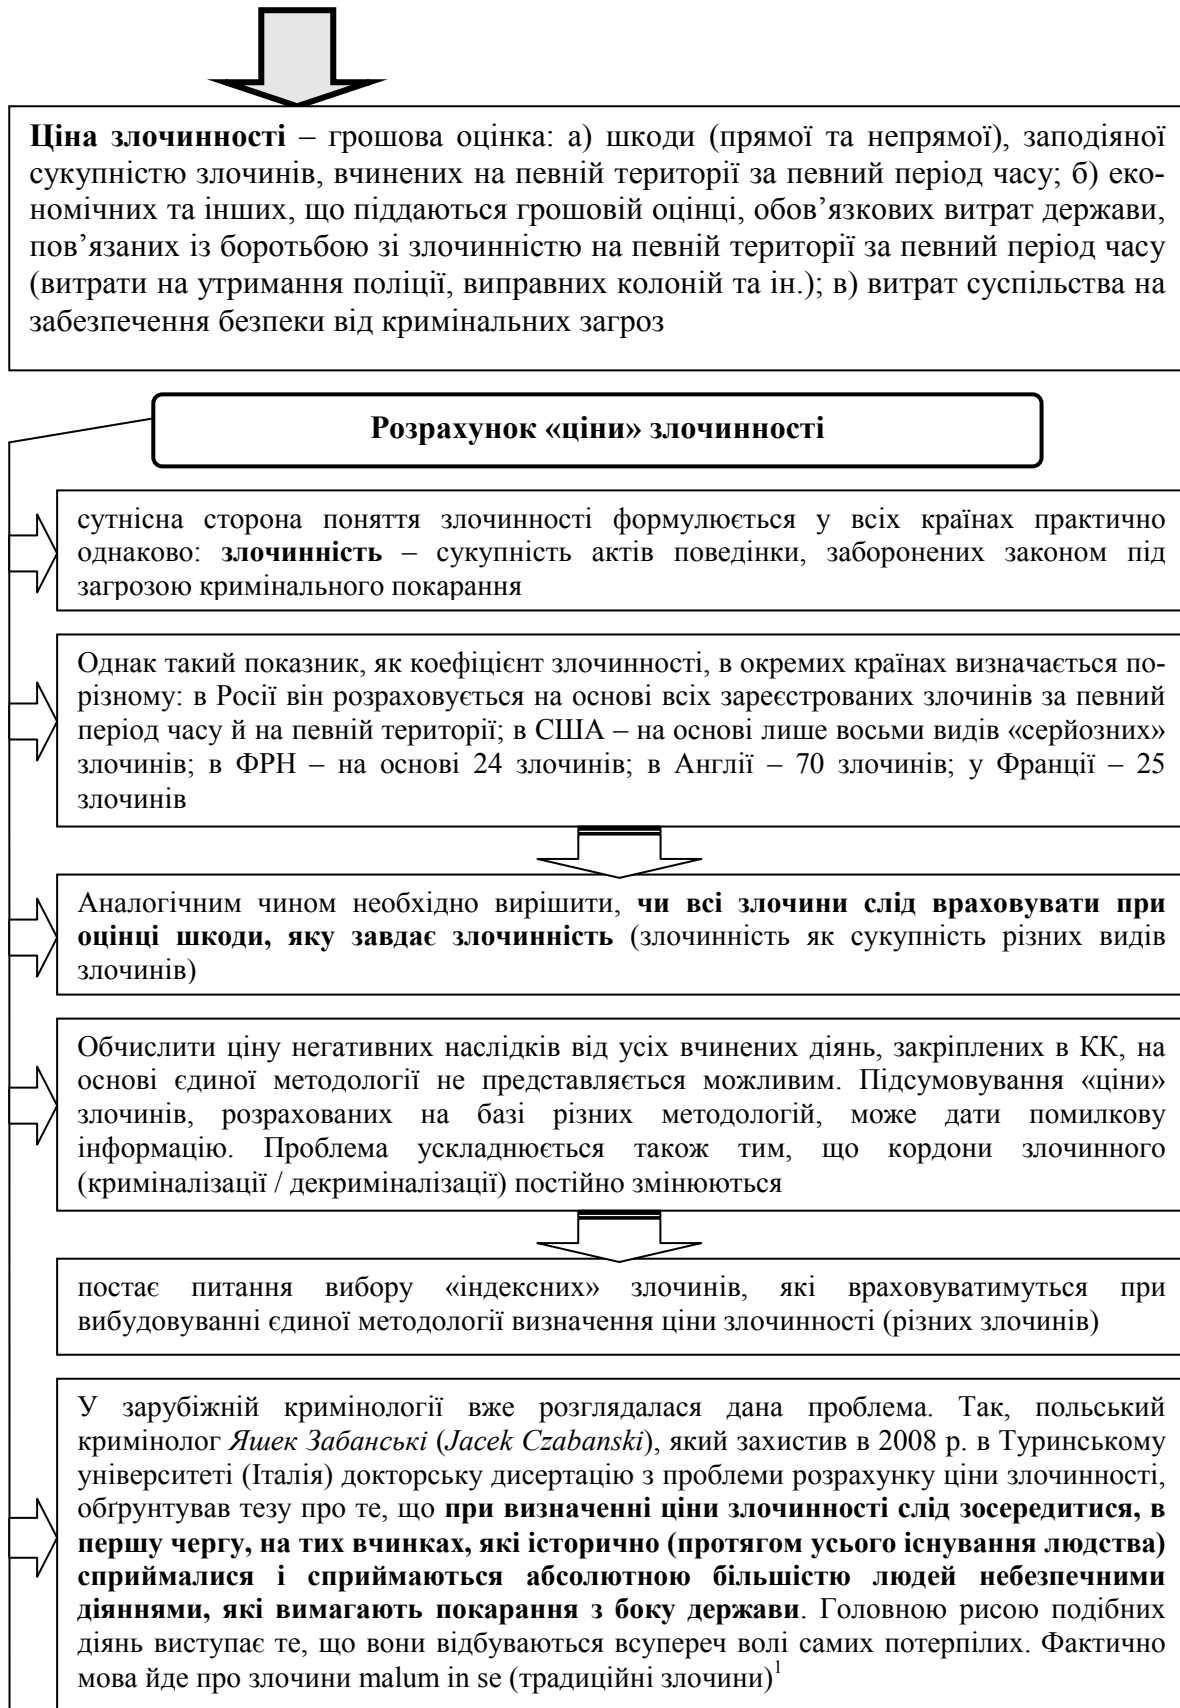 Ціна злочинності – грошова оцінка: а) шкоди (прямої та непрямої), заподіяної
сукупністю злочинів, вчинених на певній території за певний період часу; б) еко-
номічних та інших, що піддаються грошовій оцінці, обов’язкових витрат держави,
пов’язаних із боротьбою зі злочинністю на певній території за певний період часу
(витрати на утримання поліції, виправних колоній та ін.); в) витрат суспільства на
забезпечення безпеки від кримінальних загроз
Розрахунок «ціни» злочинності
сутнісна сторона поняття злочинності формулюється у всіх країнах практично
однаково: злочинність – сукупність актів поведінки, заборонених законом під
загрозою кримінального покарання
Однак такий показник, як коефіцієнт злочинності, в окремих країнах визначається по-
різному: в Росії він розраховується на основі всіх зареєстрованих злочинів за певний
період часу й на певній території; в США – на основі лише восьми видів «серйозних»
злочинів; в ФРН – на основі 24 злочинів; в Англії – 70 злочинів; у Франції – 25
злочинів
Аналогічним чином необхідно вирішити, чи всі злочини слід враховувати при
оцінці шкоди, яку завдає злочинність (злочинність як сукупність різних видів
злочинів)
Обчислити ціну негативних наслідків від усіх вчинених діянь, закріплених в КК, на
основі єдиної методології не представляється можливим. Підсумовування «ціни»
злочинів, розрахованих на базі різних методологій, може дати помилкову
інформацію. Проблема ускладнюється також тим, що кордони злочинного
(криміналізації / декриміналізації) постійно змінюються
постає питання вибору «індексних» злочинів, які враховуватимуться при
вибудовуванні єдиної методології визначення ціни злочинності (різних злочинів)
У зарубіжній кримінології вже розглядалася дана проблема. Так, польський
кримінолог Яшек Забанські (Jacek Czabanski), який захистив в 2008 р. в Туринському
університеті (Італія) докторську дисертацію з проблеми розрахунку ціни злочинності,
обґрунтував тезу про те, що при визначенні ціни злочинності слід зосередитися, в
першу чергу, на тих вчинках, які історично (протягом усього існування людства)
сприймалися і сприймаються абсолютною більшістю людей небезпечними
діяннями, які вимагають покарання з боку держави. Головною рисою подібних
діянь виступає те, що вони відбуваються всупереч волі самих потерпілих. Фактично
мова йде про злочини malum in se (традиційні злочини)1